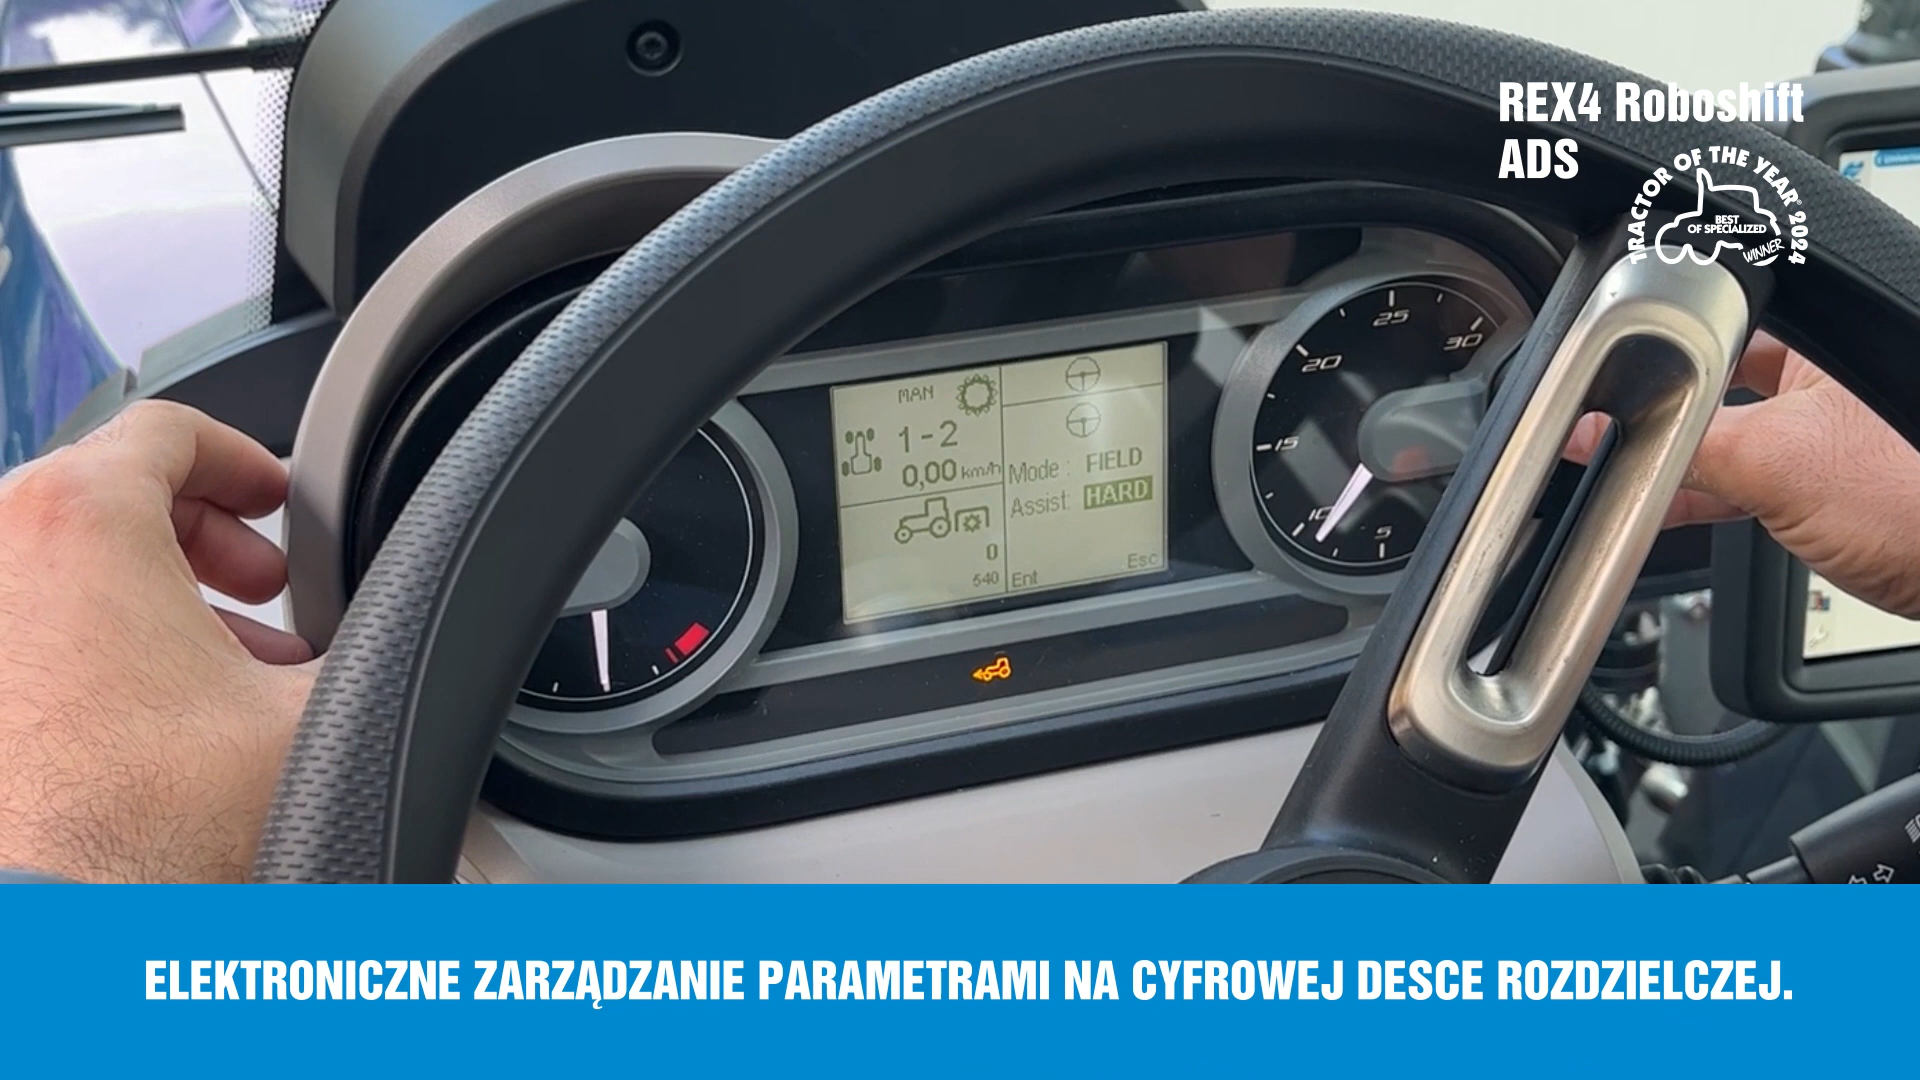 REX4 Roboshift
ADS
TRACTOR OF THE YEAR® 2024
BEST
OF SPECIALIZED
WINNER
25
20
30
15
10
5
MAN
1-2
0,00 km/h
Mode : FIELD
Assist: HARD
0
540
Ent
Esc
ELEKTRONICZNE ZARZĄDZANIE PARAMETRAMI NA CYFROWEJ DESCE ROZDZIELCZEJ.